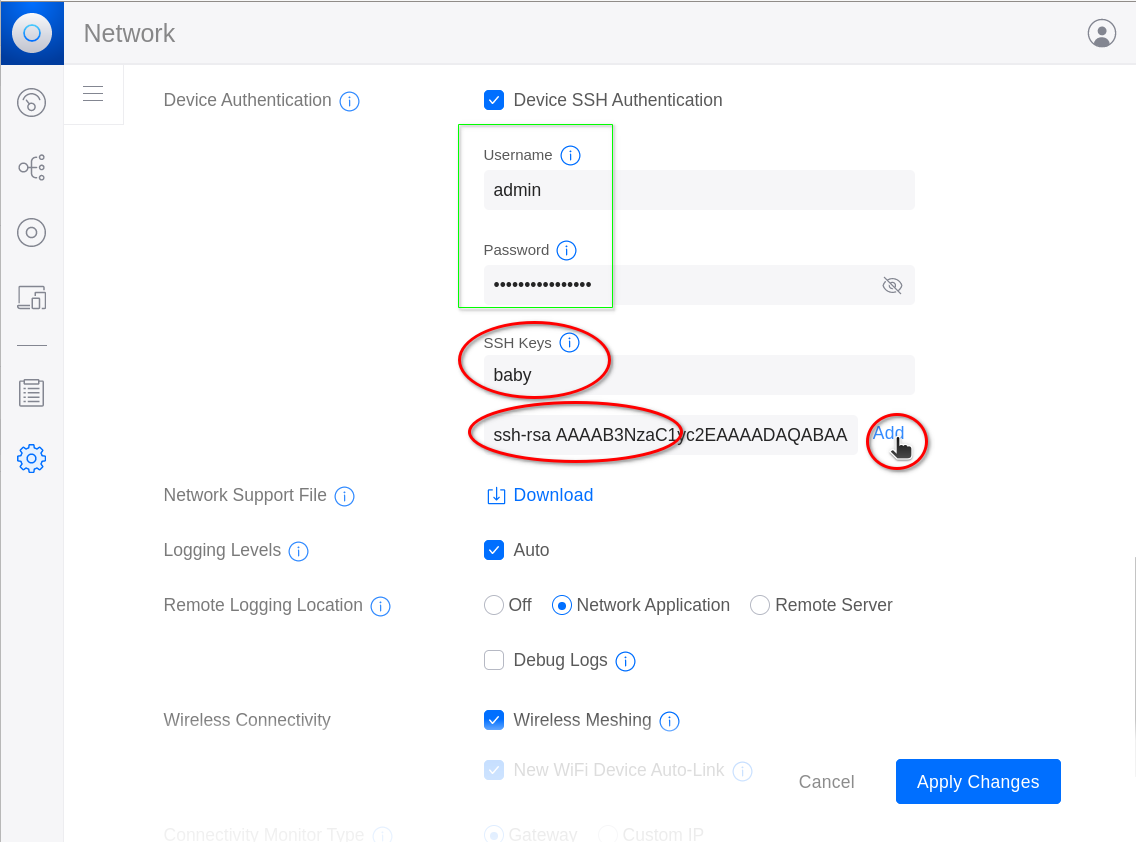 Network
Device Authentication
Device SSH Authentication
Username
admin
Password
••••••••••••••••
SSH Keys
baby
ssh-rsa AAAAB3NzaC1yc2EAAAADAQABAA
Add
Network Support File
Download
Logging Levels
Auto
Remote Logging Location
Off Network Application Remote Server
Debug Logs
Wireless Connectivity
Wireless Meshing
New WiFi Device Auto-Link
Cancel Apply Changes
Connectivity Monitor Type
Gateway Custom IP